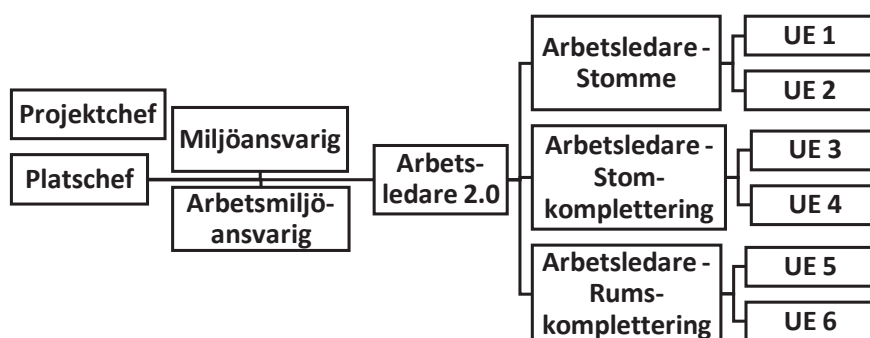 Projektchef
Platschef
Miljöansvarig
Arbetsmiljö-
ansvarig
Arbets-
ledare 2.0
Arbetsledare -
Stomme
UE 1
UE 2
Arbetsledare -
Stom-
komplettering
UE 3
UE 4
Arbetsledare -
Rums-
komplettering
UE 5
UE 6